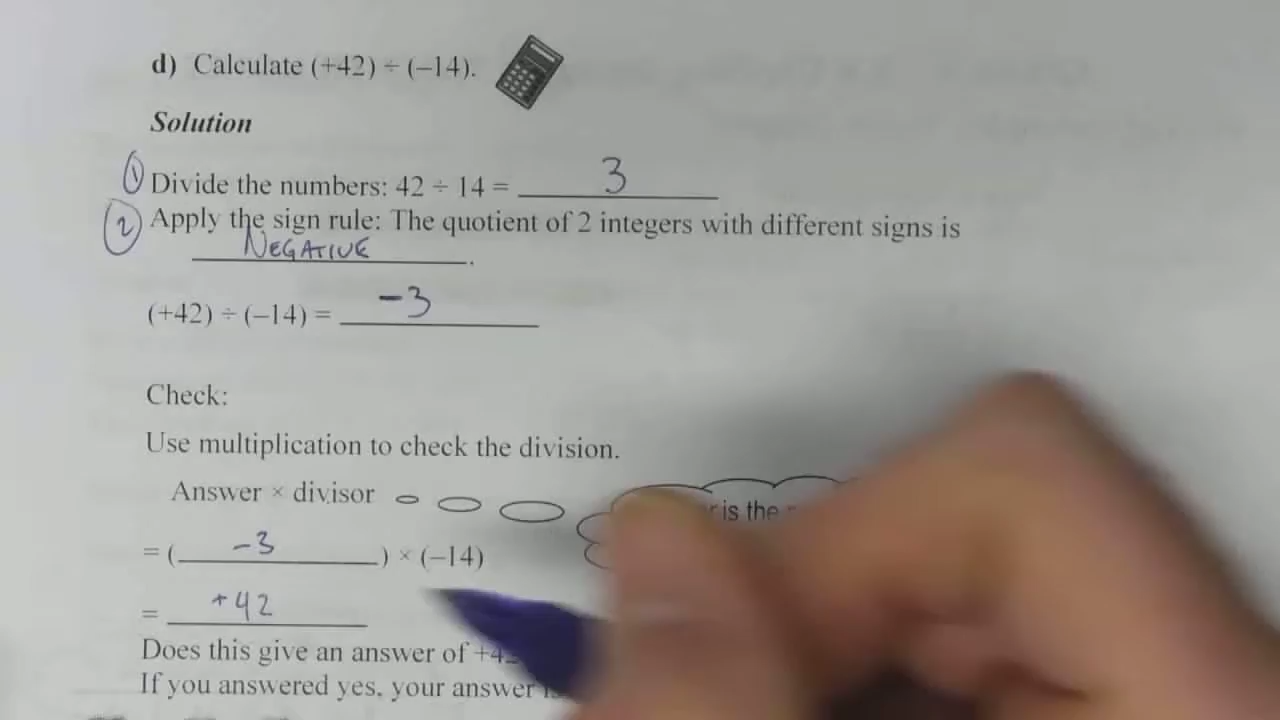 d) Calculate (+42) ÷ (–14).
Solution
① Divide the numbers: 42 ÷ 14 = 3
② Apply the sign rule: The quotient of 2 integers with different signs is
NEGATIVE.
(+42) ÷ (–14) = -3
Check:
Use multiplication to check the division.
Answer × divisor
is the
= (-3) × (–14)
= +42
Does this give an answer of
If you answered yes, your answer